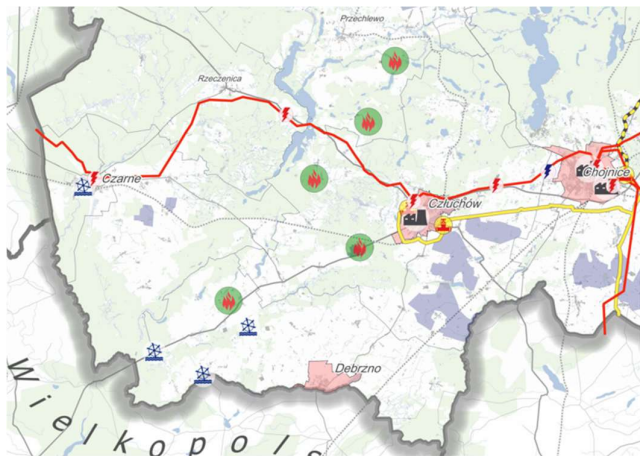 Przechlewo
Rzeczenica
Czarne
Chojnice
Człuchów
Debrzno
Wielkopols